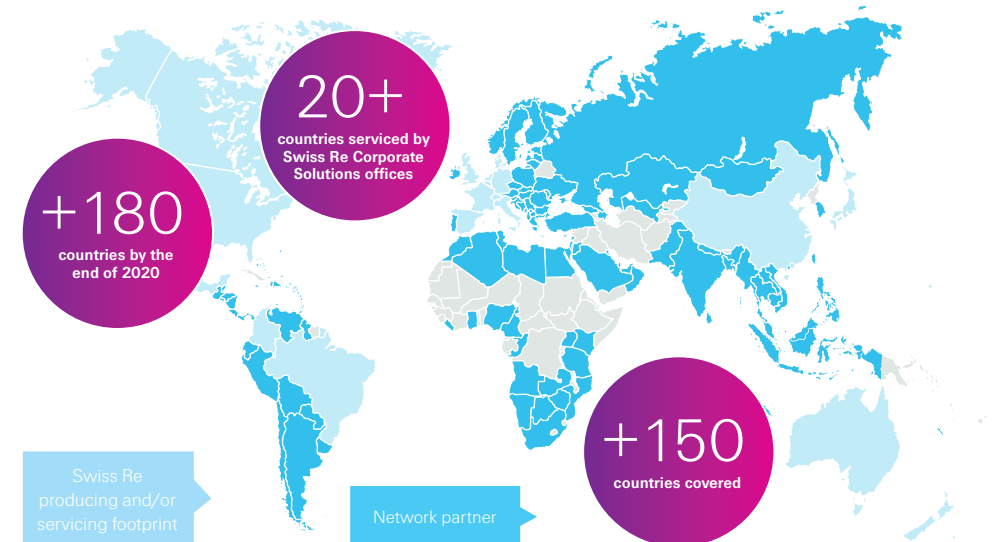 20+
countries serviced by
Swiss Re Corporate
Solutions offices
+180
countries by the
end of 2020
+150
countries covered
Swiss Re
producing and/or
servicing footprint
Network partner